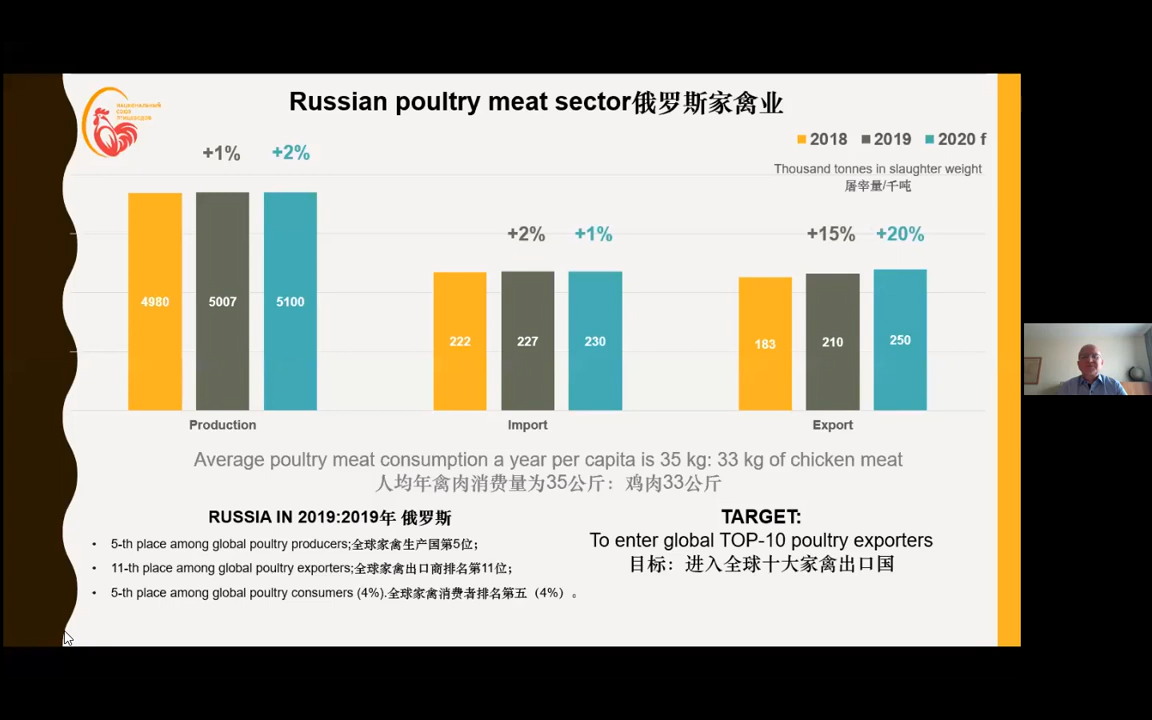 Russian poultry meat sector俄罗斯家禽业
НАЦИОНАЛЬНЫЙ
СОЮЗ
ПТИЦЕВОДОВ
2018 2019 2020 f
Thousand tonnes in slaughter weight
屠宰量/千吨
+1% +2%
+2% +1%
+15% +20%
4980 5007 5100
222 227 230
183 210 250
Production Import Export
Average poultry meat consumption a year per capita is 35 kg: 33 kg of chicken meat
人均年禽肉消费量为35公斤：鸡肉33公斤
RUSSIA IN 2019:2019年 俄罗斯
• 5-th place among global poultry producers;全球家禽生产国第5位；
• 11-th place among global poultry exporters;全球家禽出口商排名第11位；
• 5-th place among global poultry consumers (4%).全球家禽消费者排名第五（4%）。
TARGET:
To enter global TOP-10 poultry exporters
目标：进入全球十大家禽出口国